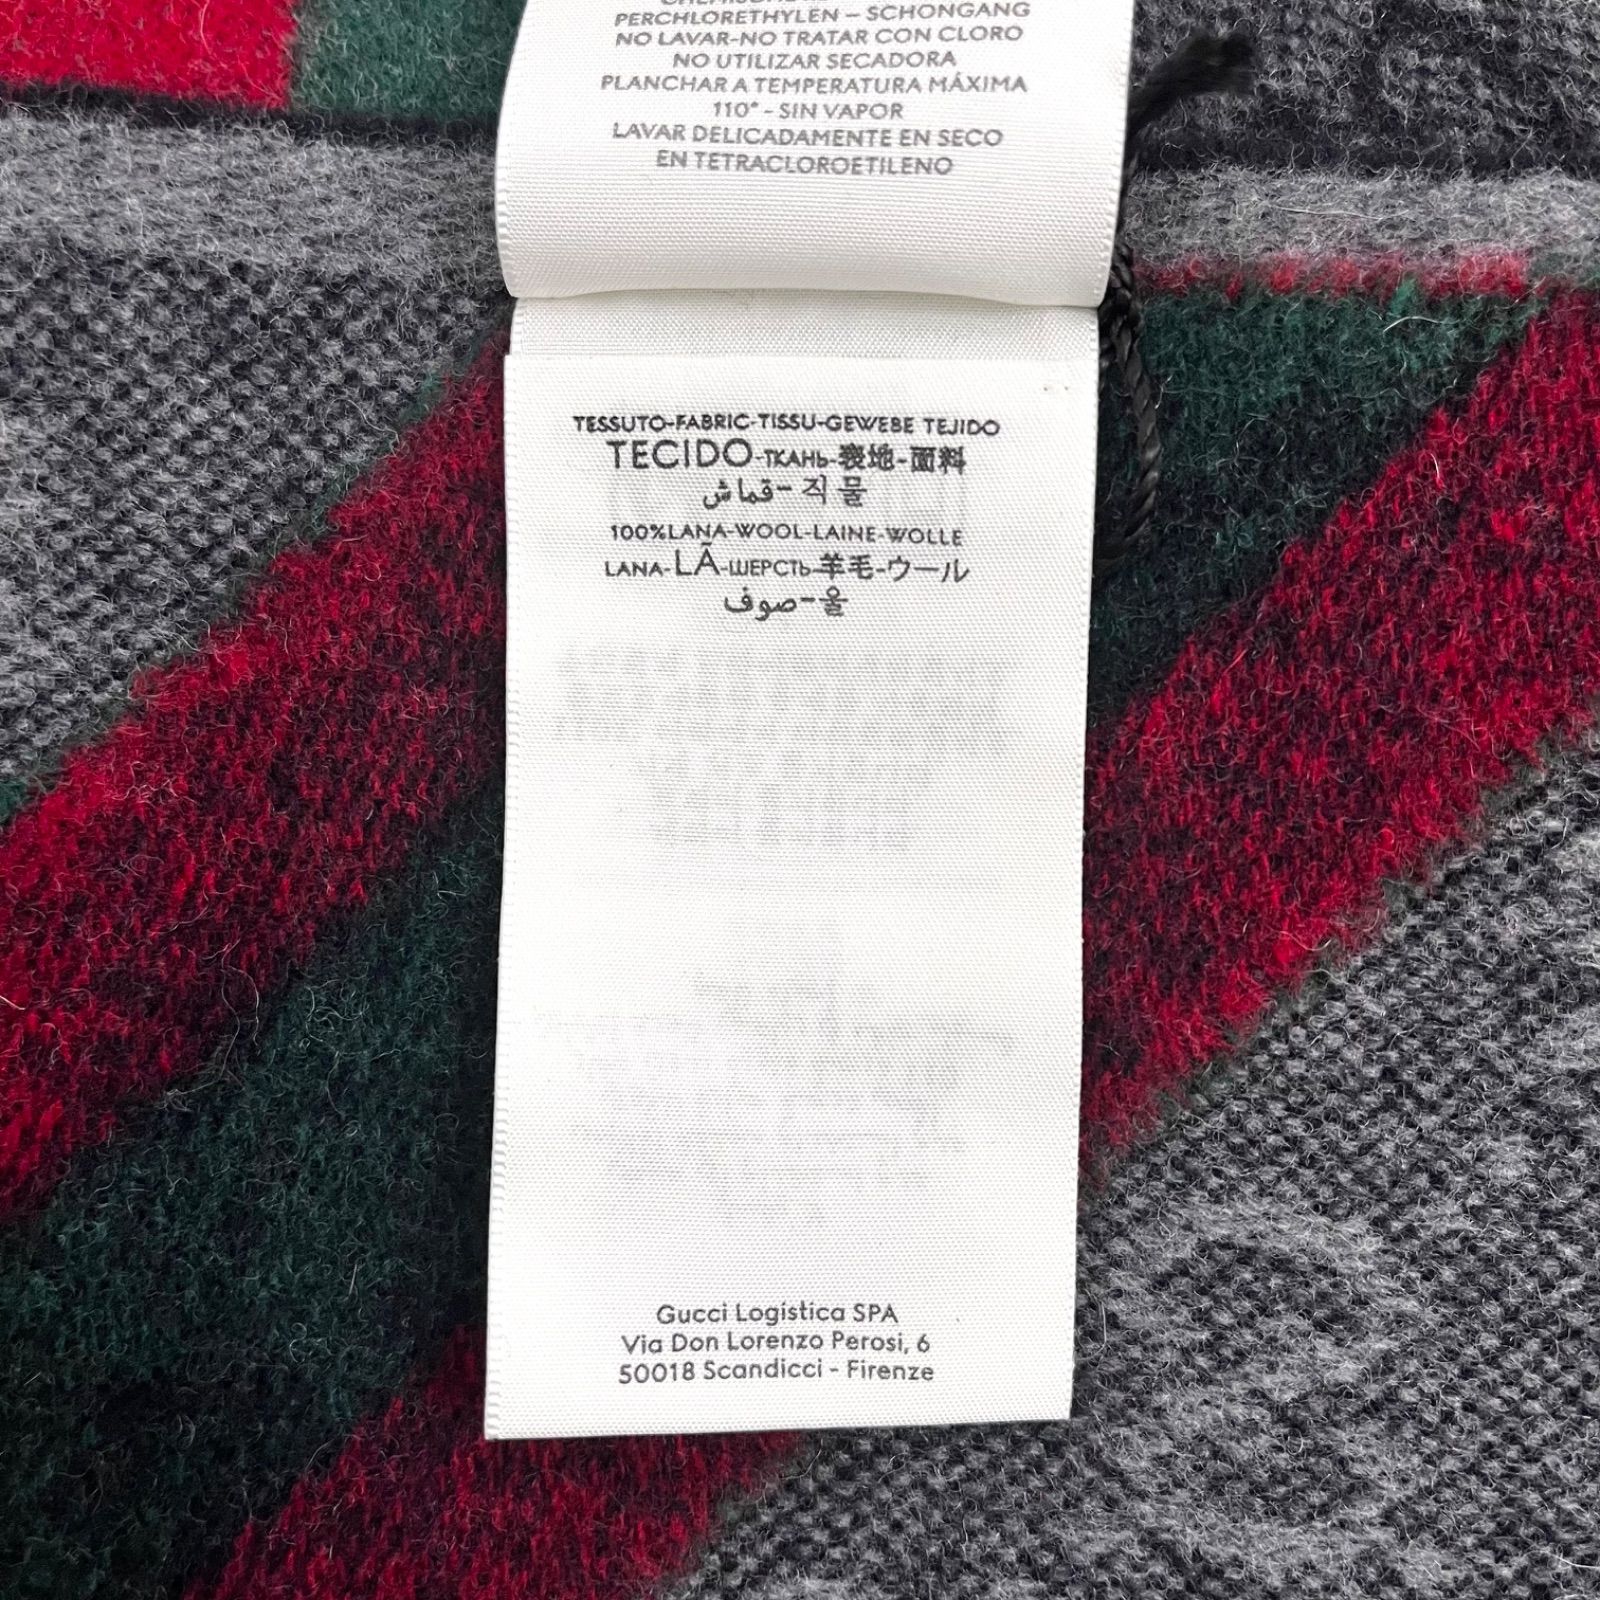 PERCHLORETHYLEN – SCHONGANG
NO LAVAR-NO TRATAR CON CLORO
NO UTILIZAR SECADORA
PLANCHAR A TEMPERATURA MÁXIMA
110° - SIN VAPOR
LAVAR DELICADAMENTE EN SECO
EN TETRACLOROETILENO
TESSUTO-FABRIC-TISSU-GEWEBE TEJIDO
TECIDO-ТКАНЬ-表地-面料
قماش-직물
100%LANA-WOOL-LAINE-WOLLE
LANA-LÃ-ШЕРСТЬ-羊毛-ウール
صوف-울
Gucci Logistica SPA
Via Don Lorenzo Perosi, 6
50018 Scandicci - Firenze